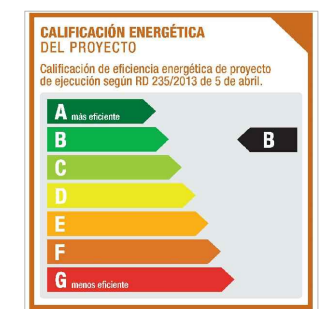 CALIFICACIÓN ENERGÉTICA
DEL PROYECTO
Calificación de eficiencia energética de proyecto
de ejecución según RD 235/2013 de 5 de abril.
A más eficiente
B B
C
D
E
F
G menos eficiente